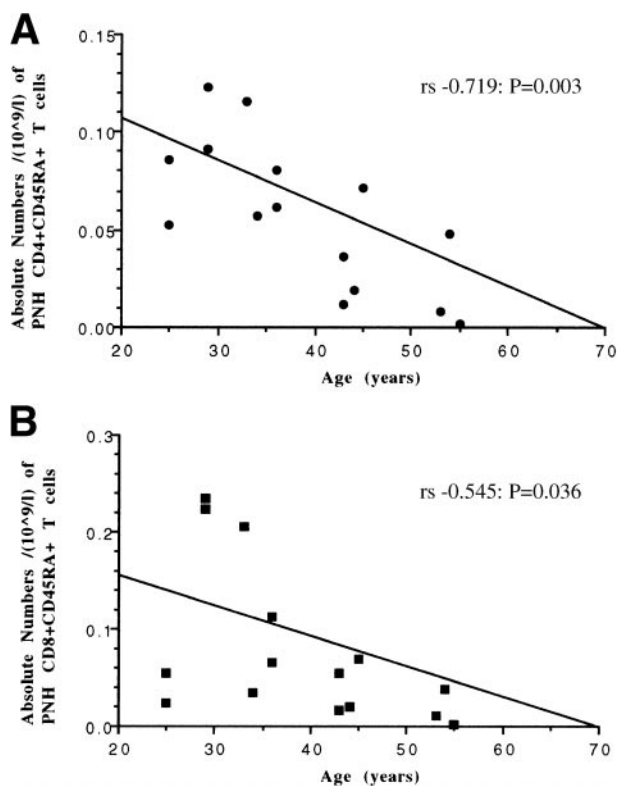 A
Absolute Numbers /(10^9/l) of
PNH CD4+CD45RA+ T cells
0.15
0.10
0.05
0.00
rs -0.719: P=0.003
20 30 40 50 60 70
Age (years)
B
Absolute Numbers /(10^9/l) of
PNH CD8+CD45RA+ T cells
0.3
0.2
0.1
0.0
rs -0.545: P=0.036
20 30 40 50 60 70
Age (years)